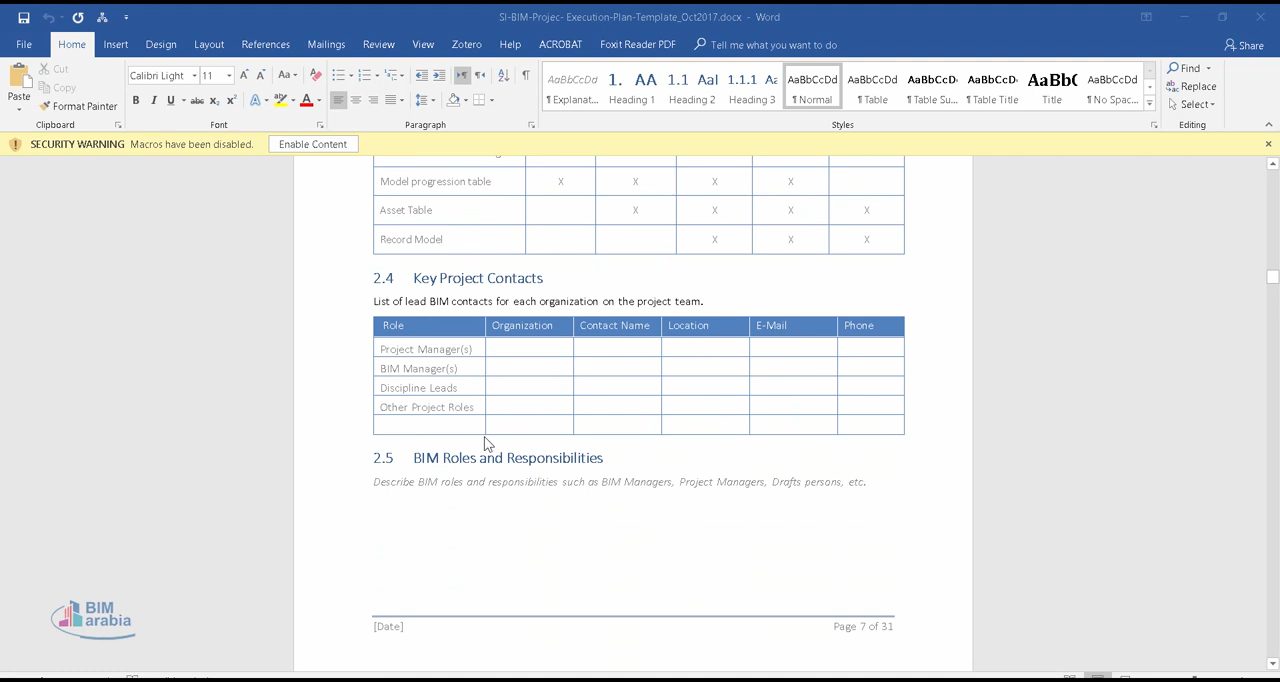 SI-BIM-Projec- Execution-Plan-Template_Oct2017.docx - Word
File Home Insert Design Layout References Mailings Review View Zotero Help ACROBAT Foxit Reader PDF Tell me what you want to do Share
Paste
Cut
Copy
Format Painter
Clipboard
Calibri Light 11
Font
Paragraph
AaBbCcDd 1. AA 1.1 AaI 1.1.1 Aa AaBbCcDd AaBbCcDd AaBbCcD AaBbCcD AaBb( AaBbCcDd
¶ Explanat... Heading 1 Heading 2 Heading 3 ¶ Normal ¶ Table ¶ Table Su... ¶ Table Title Title ¶ No Spac...
Styles
Find
Replace
Select
Editing
SECURITY WARNING Macros have been disabled. Enable Content
Model progression table X X X X
Asset Table X X X X
Record Model X X X
2.4 Key Project Contacts
List of lead BIM contacts for each organization on the project team.
Role Organization Contact Name Location E-Mail Phone
Project Manager(s)
BIM Manager(s)
Discipline Leads
Other Project Roles
2.5 BIM Roles and Responsibilities
Describe BIM roles and responsibilities such as BIM Managers, Project Managers, Drafts persons, etc.
BIM
arabia
[Date] Page 7 of 31